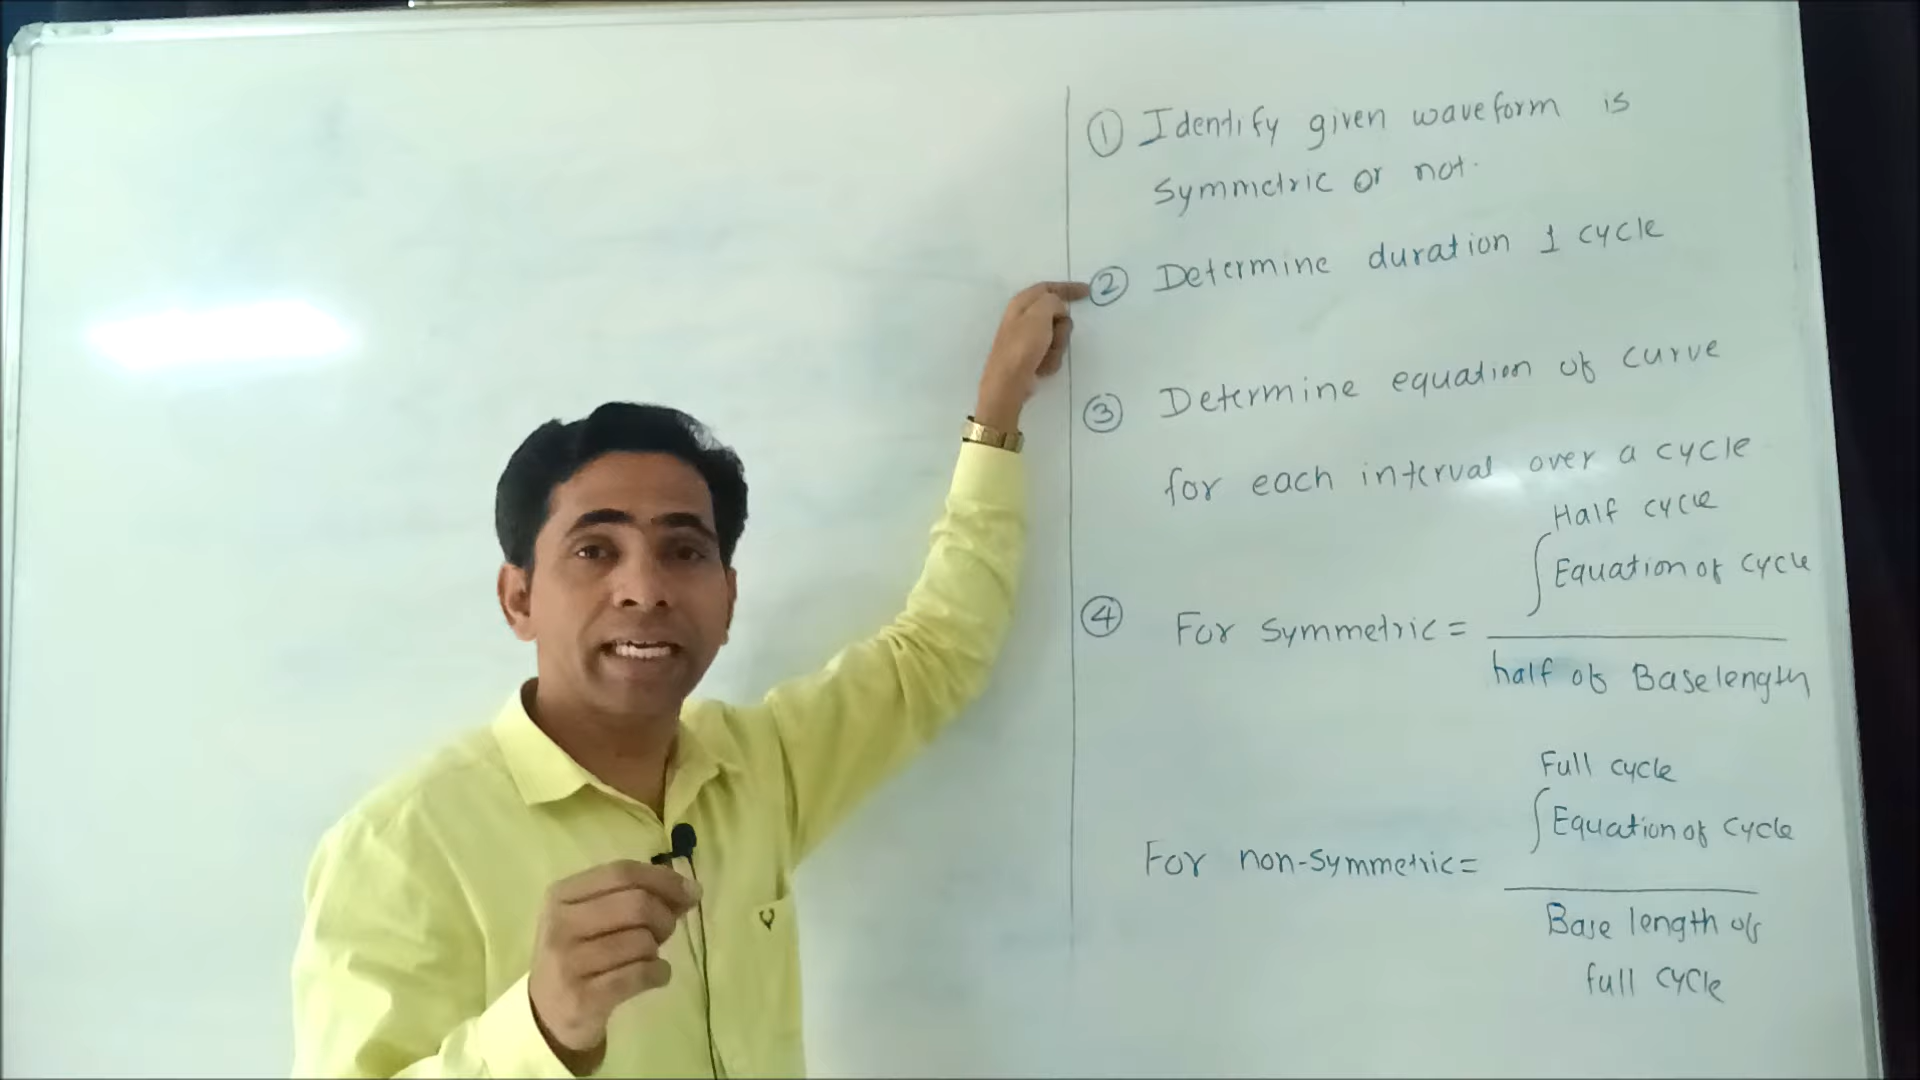 ① Identify given waveform is
symmetric or not.
② Determine duration 1 cycle
③ Determine equation of curve
for each interval over a cycle
Half cycle
∫Equation of cycle
④ For symmetric =
half of Base length
Full cycle
∫Equation of cycle
For non-symmetric =
Base length of
full cycle